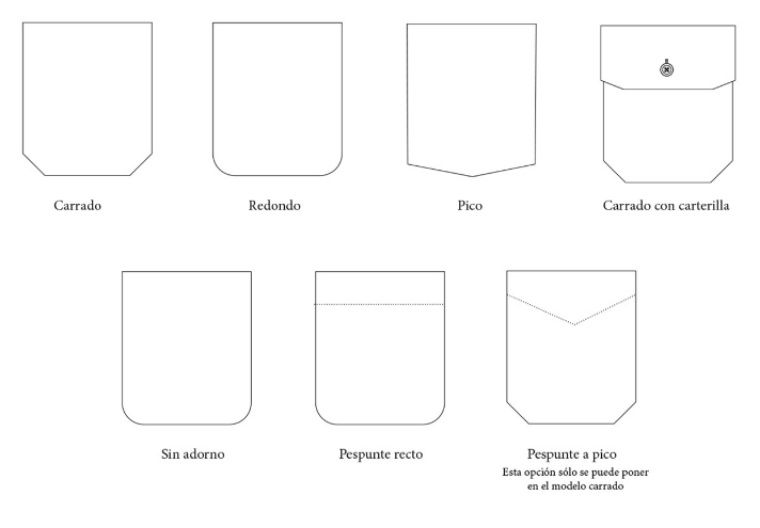 Carrado
Redondo
Pico
Carrado con carterilla
Sin adorno
Pespunte recto
Pespunte a pico
Esta opción sólo se puede poner
en el modelo carrado